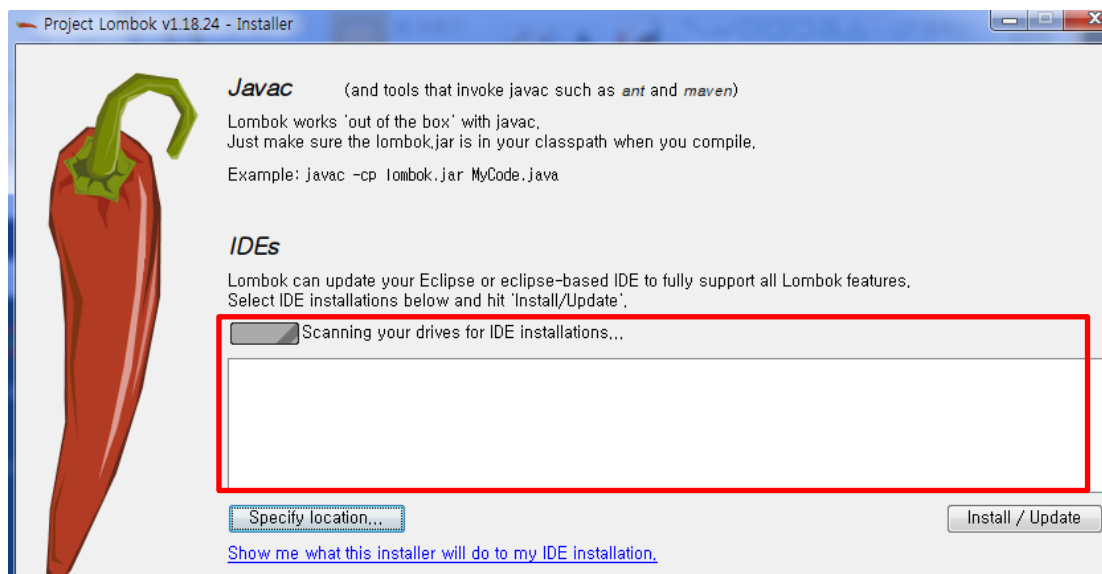 Project Lombok v1.18.24 - Installer
Javac (and tools that invoke javac such as ant and maven)
Lombok works 'out of the box' with javac,
Just make sure the lombok,jar is in your classpath when you compile,
Example: javac -cp lombok.jar MyCode.java
IDEs
Lombok can update your Eclipse or eclipse-based IDE to fully support all Lombok features,
Select IDE installations below and hit 'Install/Update',
Scanning your drives for IDE installations,,,
Specify location,,,
Install / Update
Show me what this installer will do to my IDE installation,